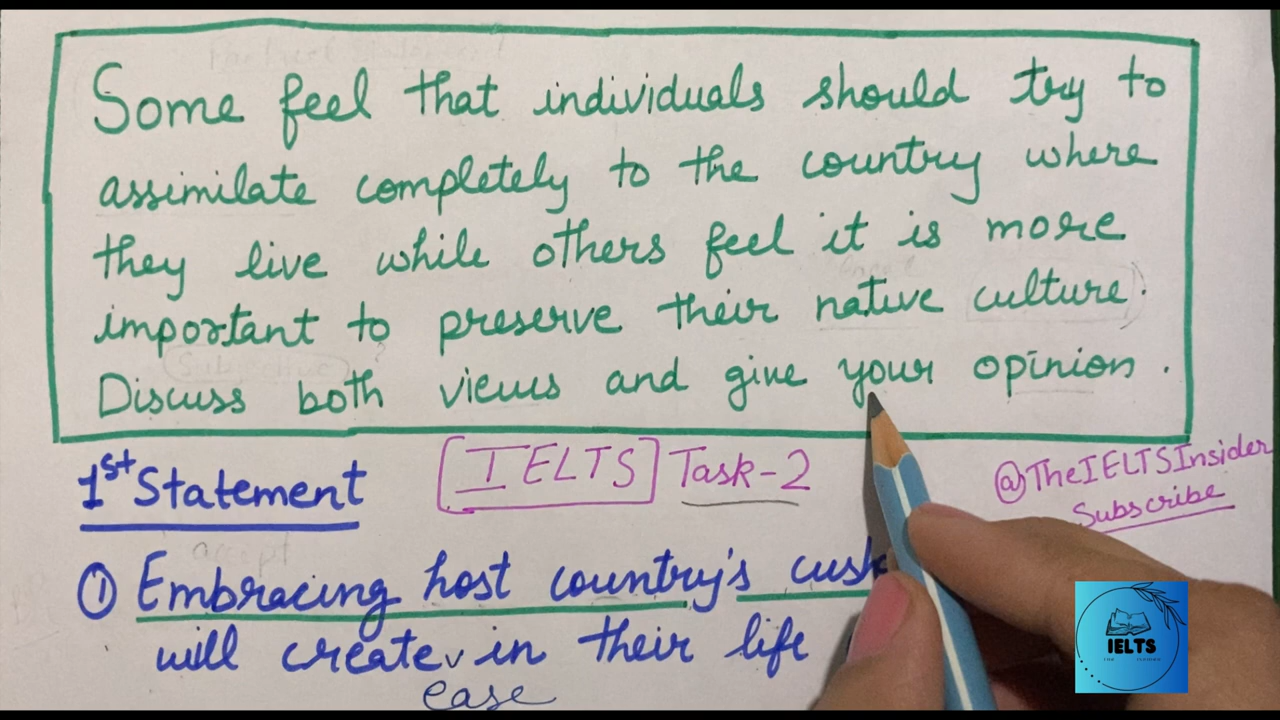 Some feel that individuals should try to
assimilate completely to the country where
they live while others feel it is more
important to preserve their native culture.
Discuss both views and give your opinion.
1st Statement
[IELTS] Task-2
@TheIELTSInsider
Subscribe
① Embracing host country's
will create ease in their life
IELTS